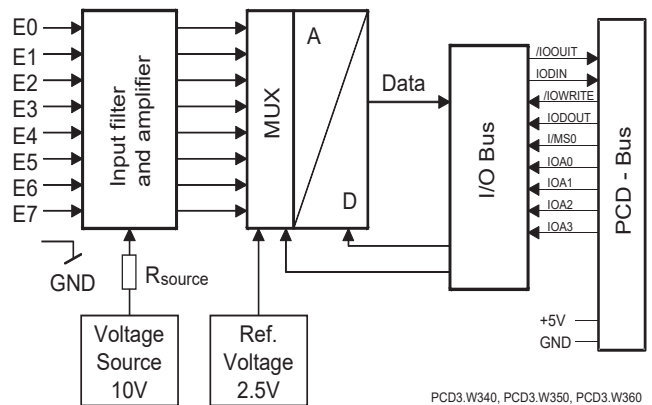 E0
E1
E2
E3
E4
E5
E6
E7
GND
Input filter
and amplifier
Rsource
Voltage
Source
10V
MUX
A
D
Ref.
Voltage
2.5V
Data
I/O Bus
/IOQUIT
IODIN
/IOWRITE
IODOUT
I/MS0
IOA0
IOA1
IOA2
IOA3
+5V
GND
PCD - Bus
PCD3.W340, PCD3.W350, PCD3.W360